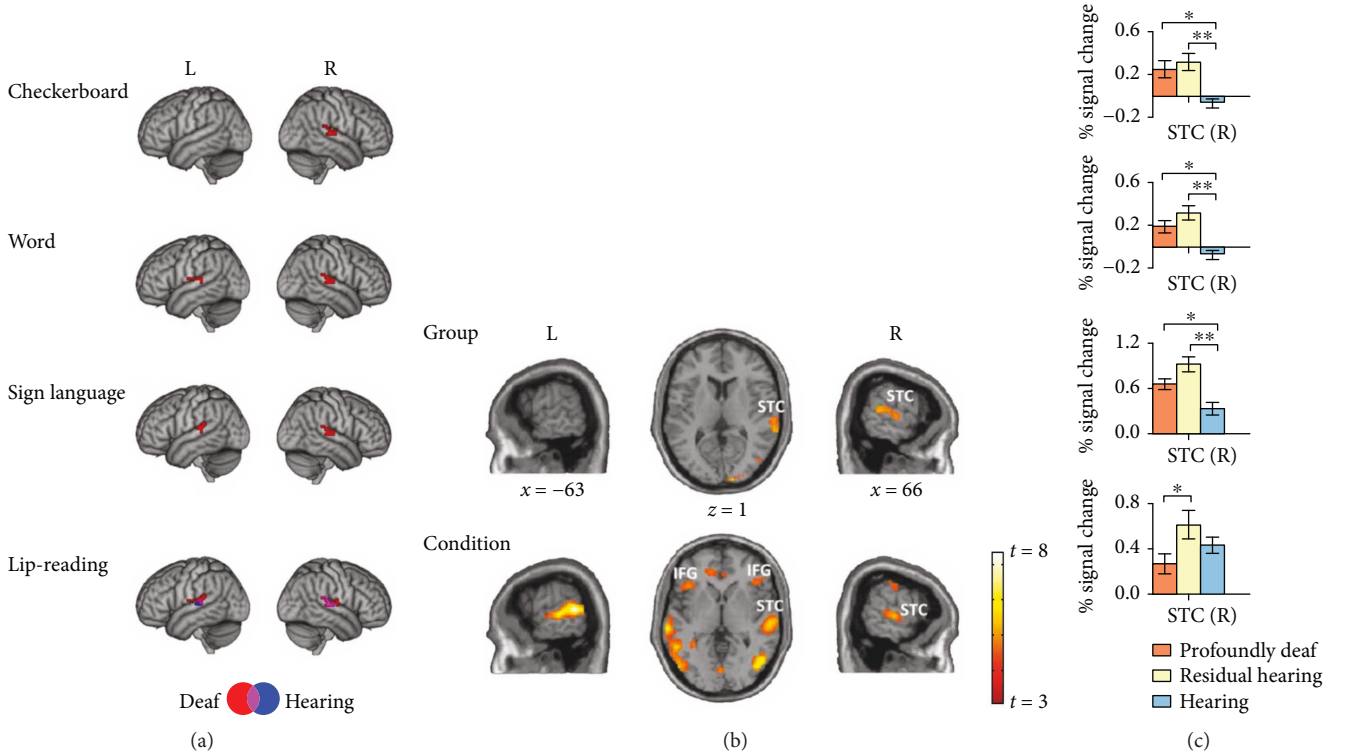 L R
Checkerboard
Word
Sign language
Lip-reading
Deaf Hearing
(a)
Group L R
STC STC
x = −63 z = 1 x = 66
Condition
IFG IFG
STC STC
t = 8
t = 3
(b)
% signal change
0.6
0.2
−0.2
* **
STC (R)
% signal change
0.6
0.2
−0.2
* **
STC (R)
% signal change
1.2
0.6
0.0
* **
STC (R)
% signal change
0.8
0.4
0.0
*
STC (R)
Profoundly deaf
Residual hearing
Hearing
(c)